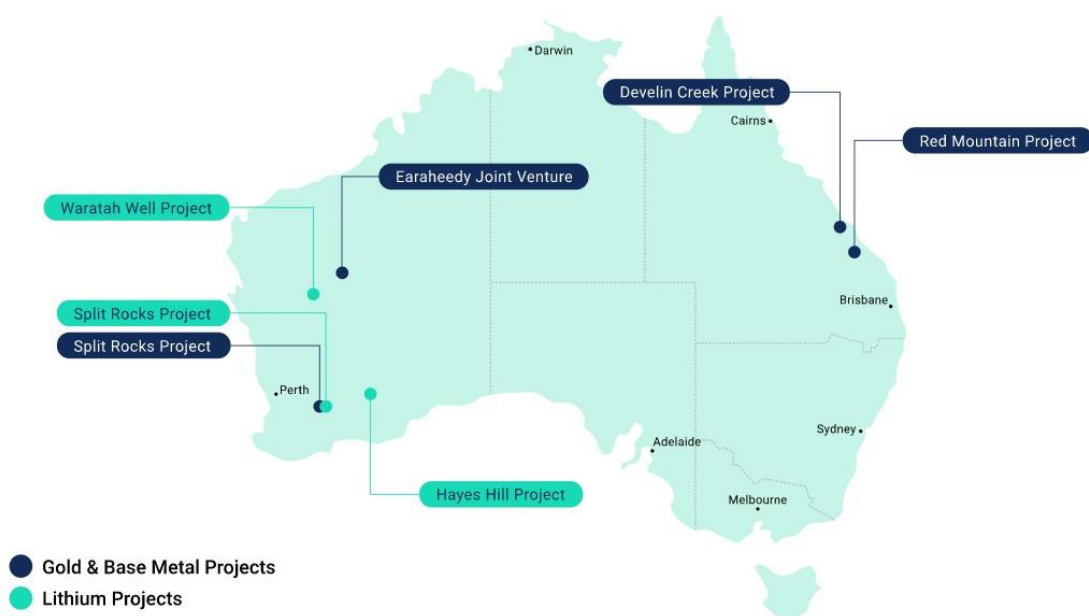 Darwin
Develin Creek Project
Cairns
Red Mountain Project
Earaheedy Joint Venture
Waratah Well Project
Brisbane
Split Rocks Project
Split Rocks Project
Perth
Sydney
Adelaide
Hayes Hill Project
Melbourne
Gold & Base Metal Projects
Lithium Projects